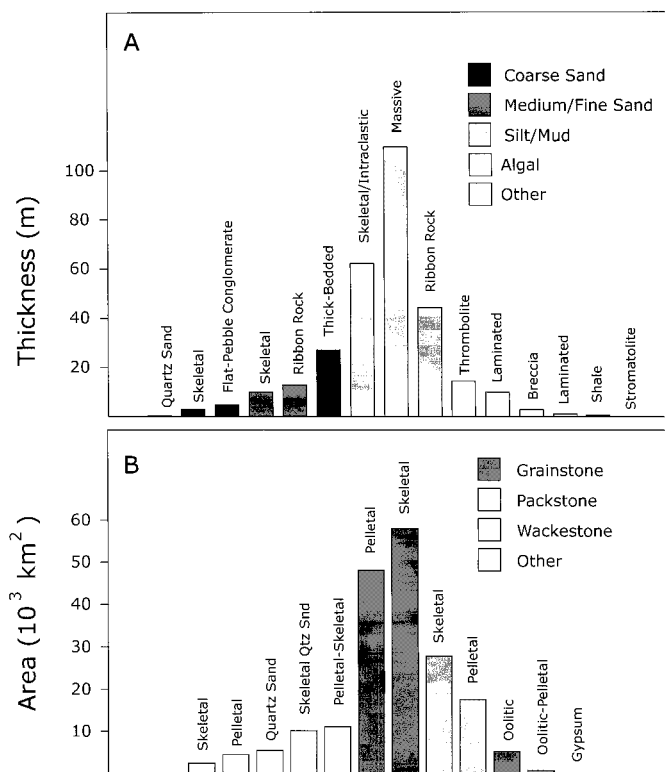 A
Coarse Sand
Medium/Fine Sand
Silt/Mud
Algal
Other
Thickness (m)
100
80
60
40
20
Quartz Sand
Skeletal
Flat-Pebble Conglomerate
Skeletal
Ribbon Rock
Thick-Bedded
Skeletal/Intraclastic
Massive
Ribbon Rock
Thrombolite
Laminated
Breccia
Laminated
Shale
Stromatolite
B
Grainstone
Packstone
Wackestone
Other
Area (10³ km²)
60
50
40
30
20
10
Skeletal
Pelletal
Quartz Sand
Skeletal Qtz Snd
Pelletal-Skeletal
Pelletal
Skeletal
Skeletal
Pelletal
Oolitic
Oolitic-Pelletal
Gypsum